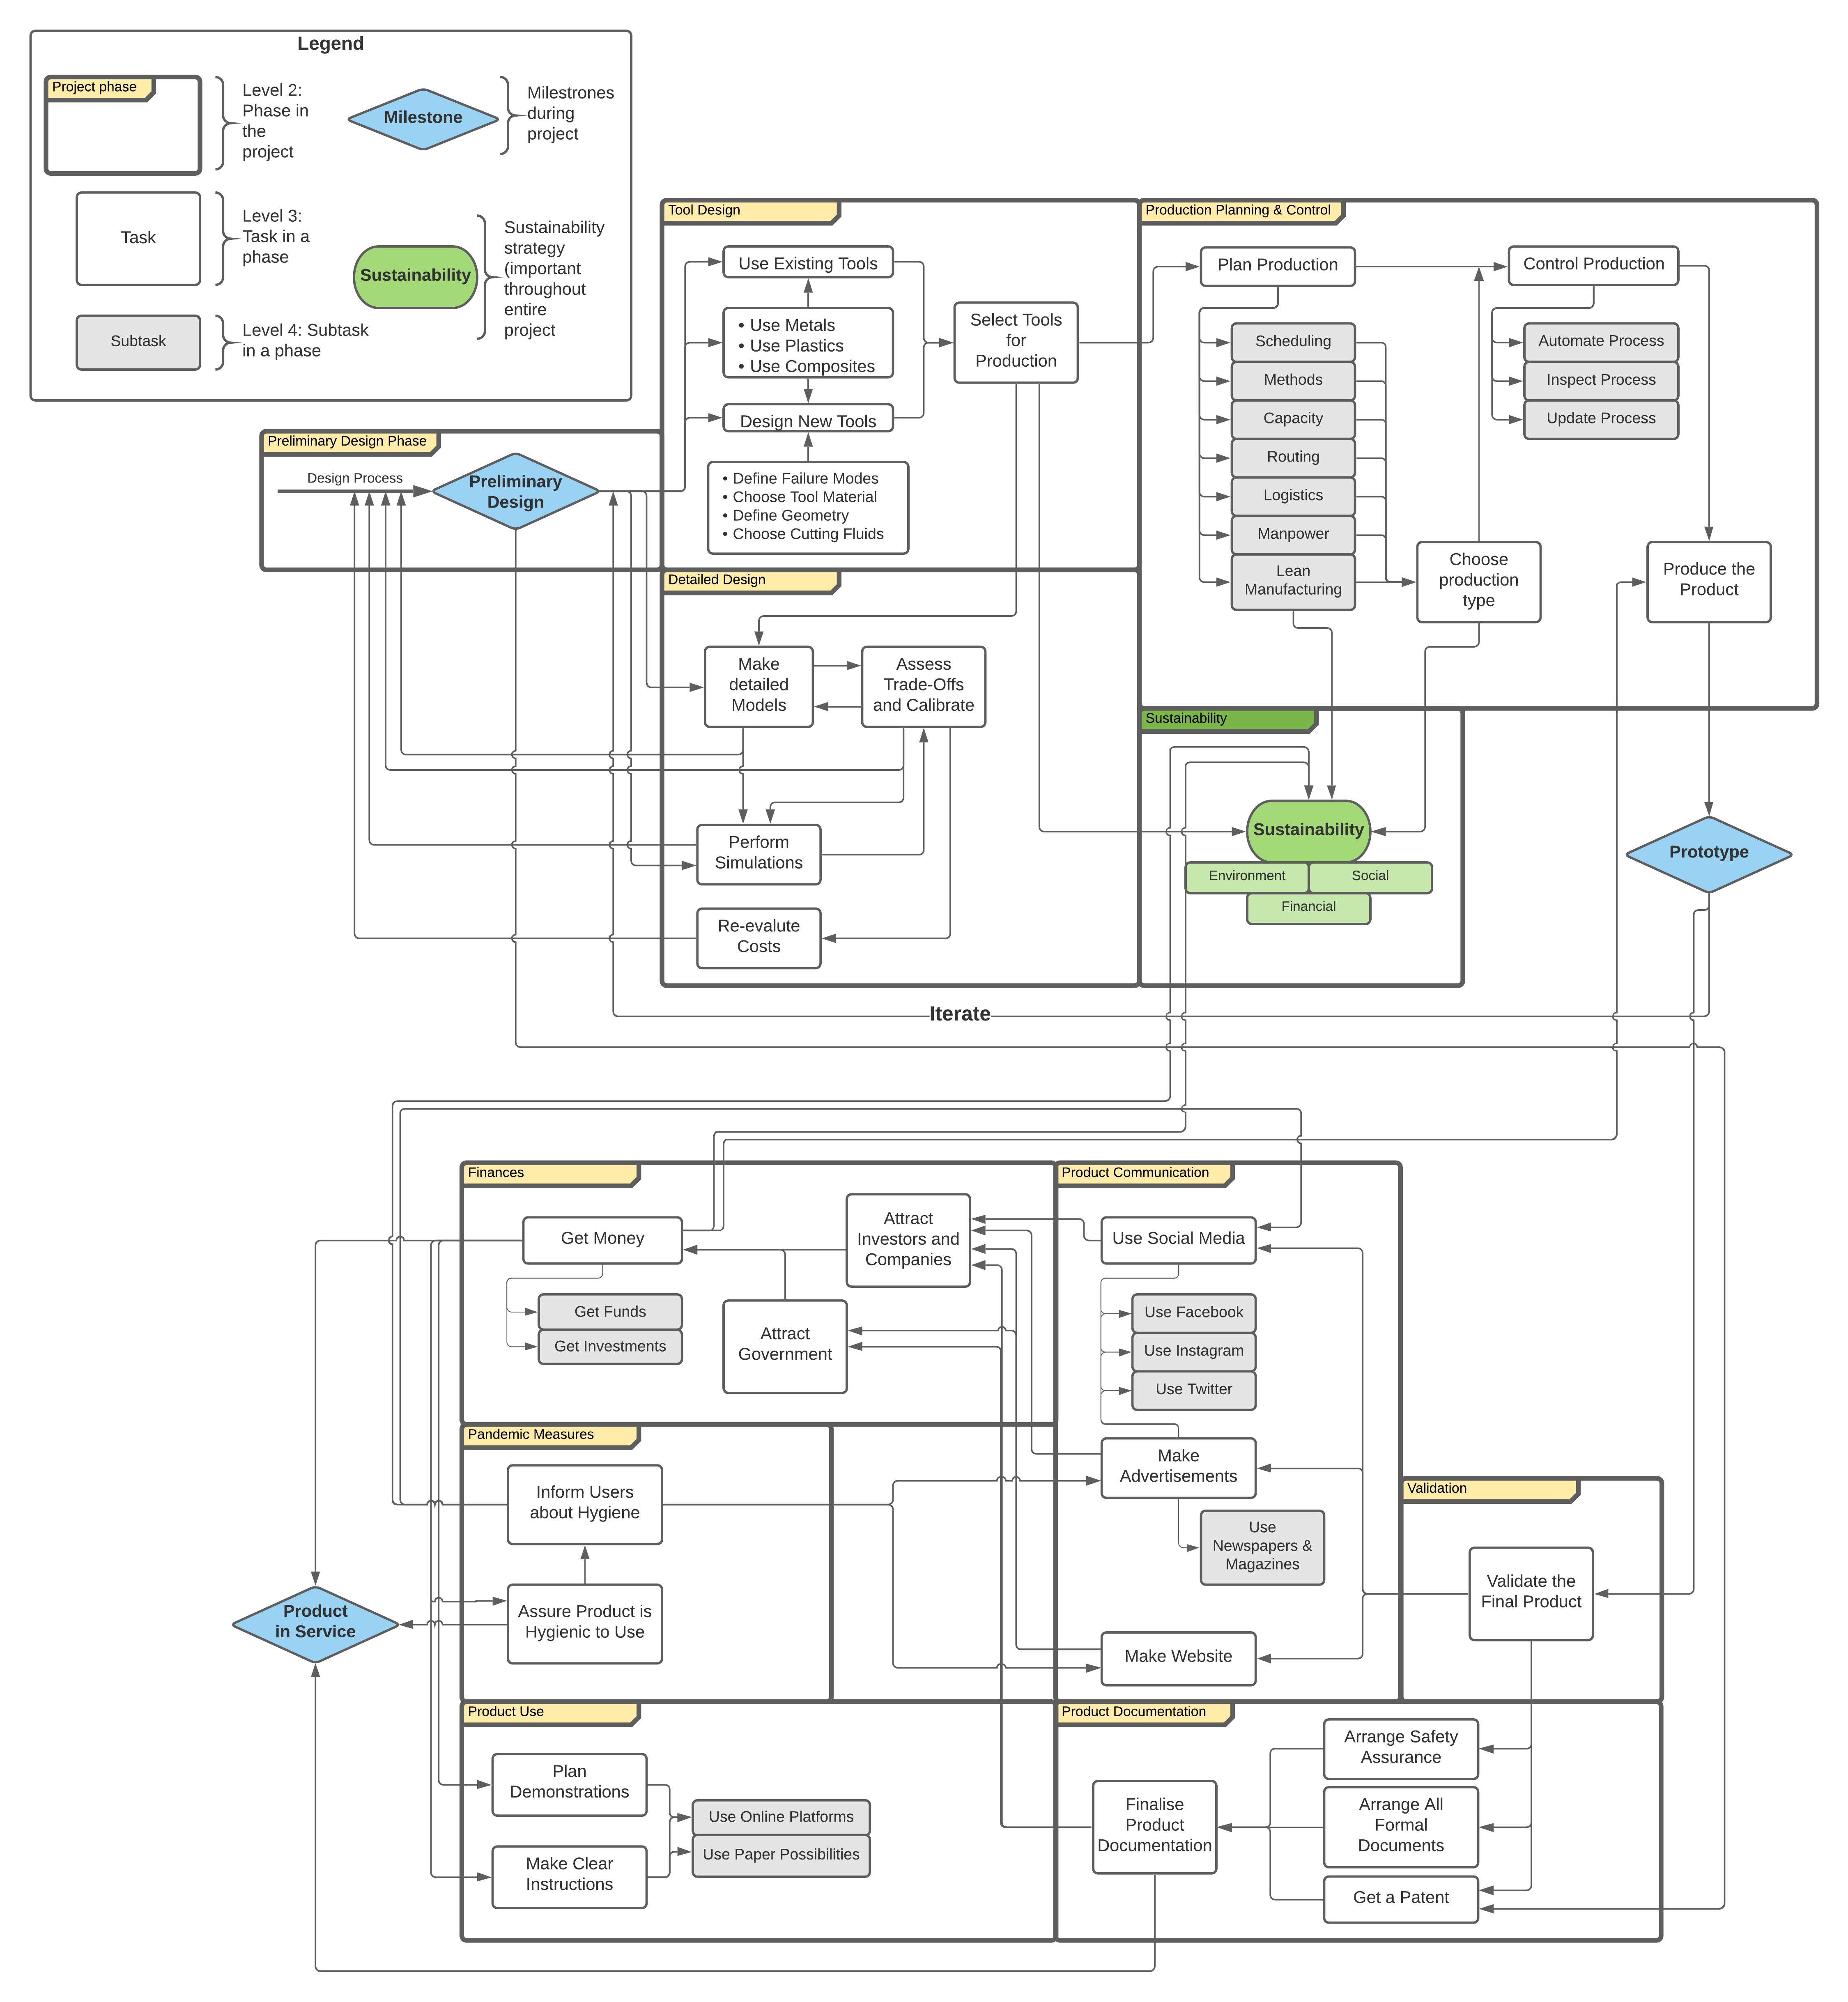 Legend
Project phase
Level 2:
Phase in
the
project
Milestone
Milestrones
during
project
Task
Level 3:
Task in a
phase
Sustainability
Sustainability
strategy
(important
throughout
entire
project
Subtask
Level 4: Subtask
in a phase
Preliminary Design Phase
Design Process
Preliminary
Design
Tool Design
Use Existing Tools
• Use Metals
• Use Plastics
• Use Composites
Design New Tools
• Define Failure Modes
• Choose Tool Material
• Define Geometry
• Choose Cutting Fluids
Select Tools
for
Production
Production Planning & Control
Plan Production
Scheduling
Methods
Capacity
Routing
Logistics
Manpower
Lean
Manufacturing
Choose
production
type
Control Production
Automate Process
Inspect Process
Update Process
Produce the
Product
Detailed Design
Make
detailed
Models
Assess
Trade-Offs
and Calibrate
Perform
Simulations
Re-evalute
Costs
Sustainability
Sustainability
Environment
Social
Financial
Prototype
Iterate
Finances
Get Money
Get Funds
Get Investments
Attract
Investors and
Companies
Attract
Government
Product Communication
Use Social Media
Use Facebook
Use Instagram
Use Twitter
Make
Advertisements
Use
Newspapers &
Magazines
Make Website
Pandemic Measures
Inform Users
about Hygiene
Assure Product is
Hygienic to Use
Product
in Service
Validation
Validate the
Final Product
Product Use
Plan
Demonstrations
Make Clear
Instructions
Use Online Platforms
Use Paper Possibilities
Product Documentation
Finalise
Product
Documentation
Arrange Safety
Assurance
Arrange All
Formal
Documents
Get a Patent